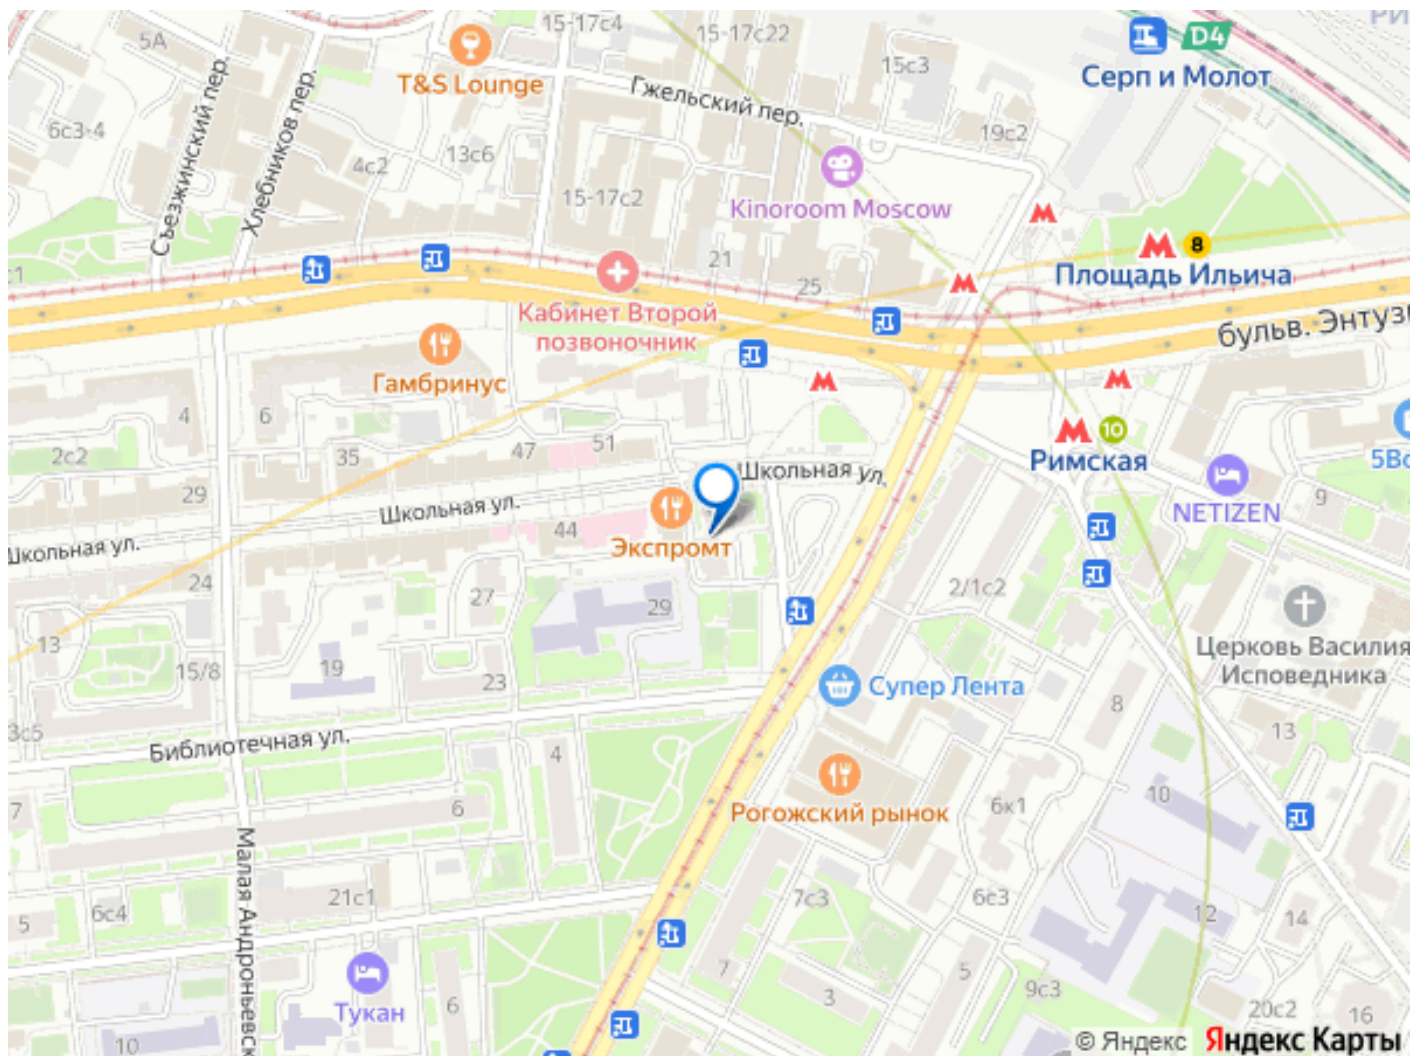 15-17с4
15-17с22
РИ
5А
T&S Lounge
15с3
D4
Серп и Молот
Гжельский пер.
6с3-4
Съезжинский пер.
Хлебников пер.
4с2
13с6
19с2
15-17с2
Kinoroom Moscow
21
25
8
Площадь Ильича
с1
Кабинет Второй
позвоночник
бульв. Энтузи
Гамбринус
4
6
2с2
35
47
51
10
Римская
5Во
29
Школьная ул.
Школьная ул.
NETIZEN
9
Школьная ул.
44
Экспромт
24
27
29
2/1с2
13
15/8
19
23
Супер Лента
Церковь Василия
Исповедника
8
13
3с5
Библиотечная ул.
4
7
6
Рогожский рынок
6к1
10
Малая Андроньевск
5
6с4
21с1
7с3
6с3
12
14
7
3
5
9с3
Тукан
6
10
20с2
16
© Яндекс
Яндекс Карты